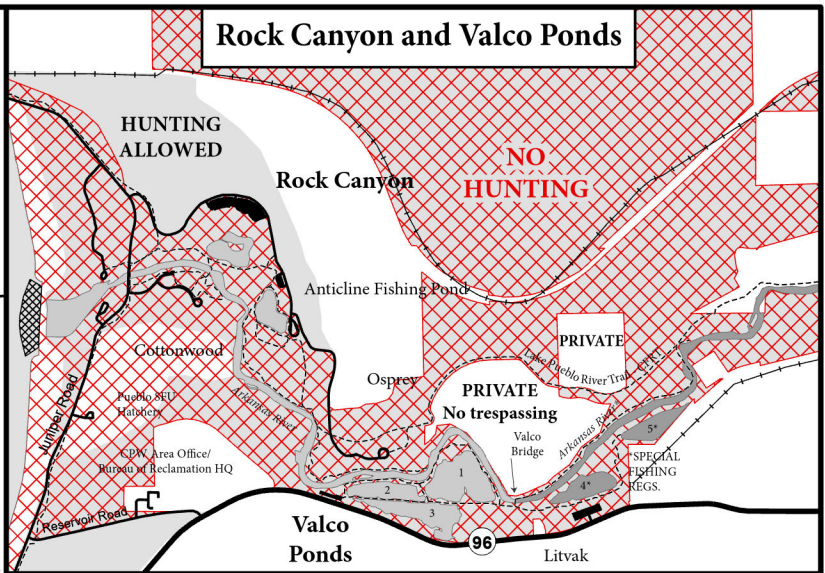 Rock Canyon and Valco Ponds
HUNTING
ALLOWED
NO
HUNTING
Rock Canyon
Anticline Fishing Pond
PRIVATE
Cottonwood
Lake Pueblo River Trail CPRT
Osprey
PRIVATE
No trespassing
Pueblo SFU
Hatchery
Arkansas River
Juniper Road
Arkansas River
Valco
Bridge
5*
*SPECIAL
FISHING
REGS.
CPW Area Office/
Bureau of Reclamation HQ
1
2
3
4*
Reservoir Road
Valco
Ponds
96
Litvak